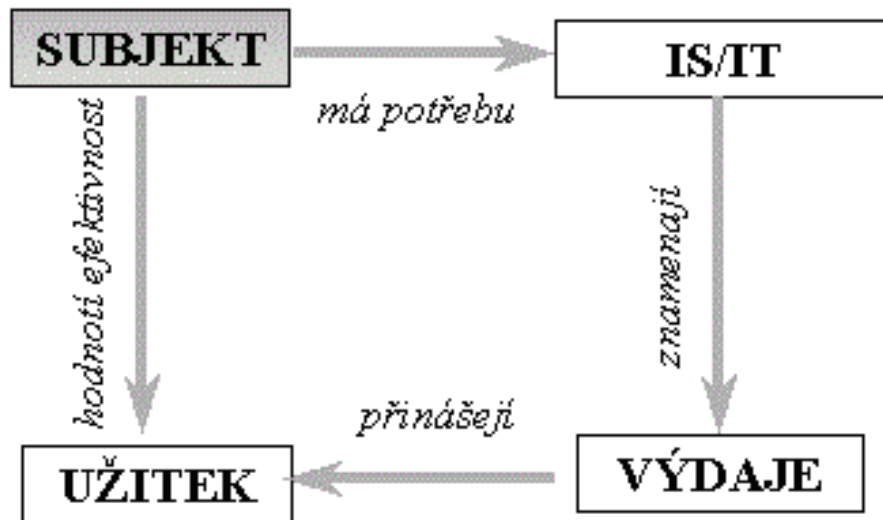 SUBJEKT
IS/IT
má potřebu
hodnotí efektivnost
znamenají
přinášejí
UŽITEK
VÝDAJE